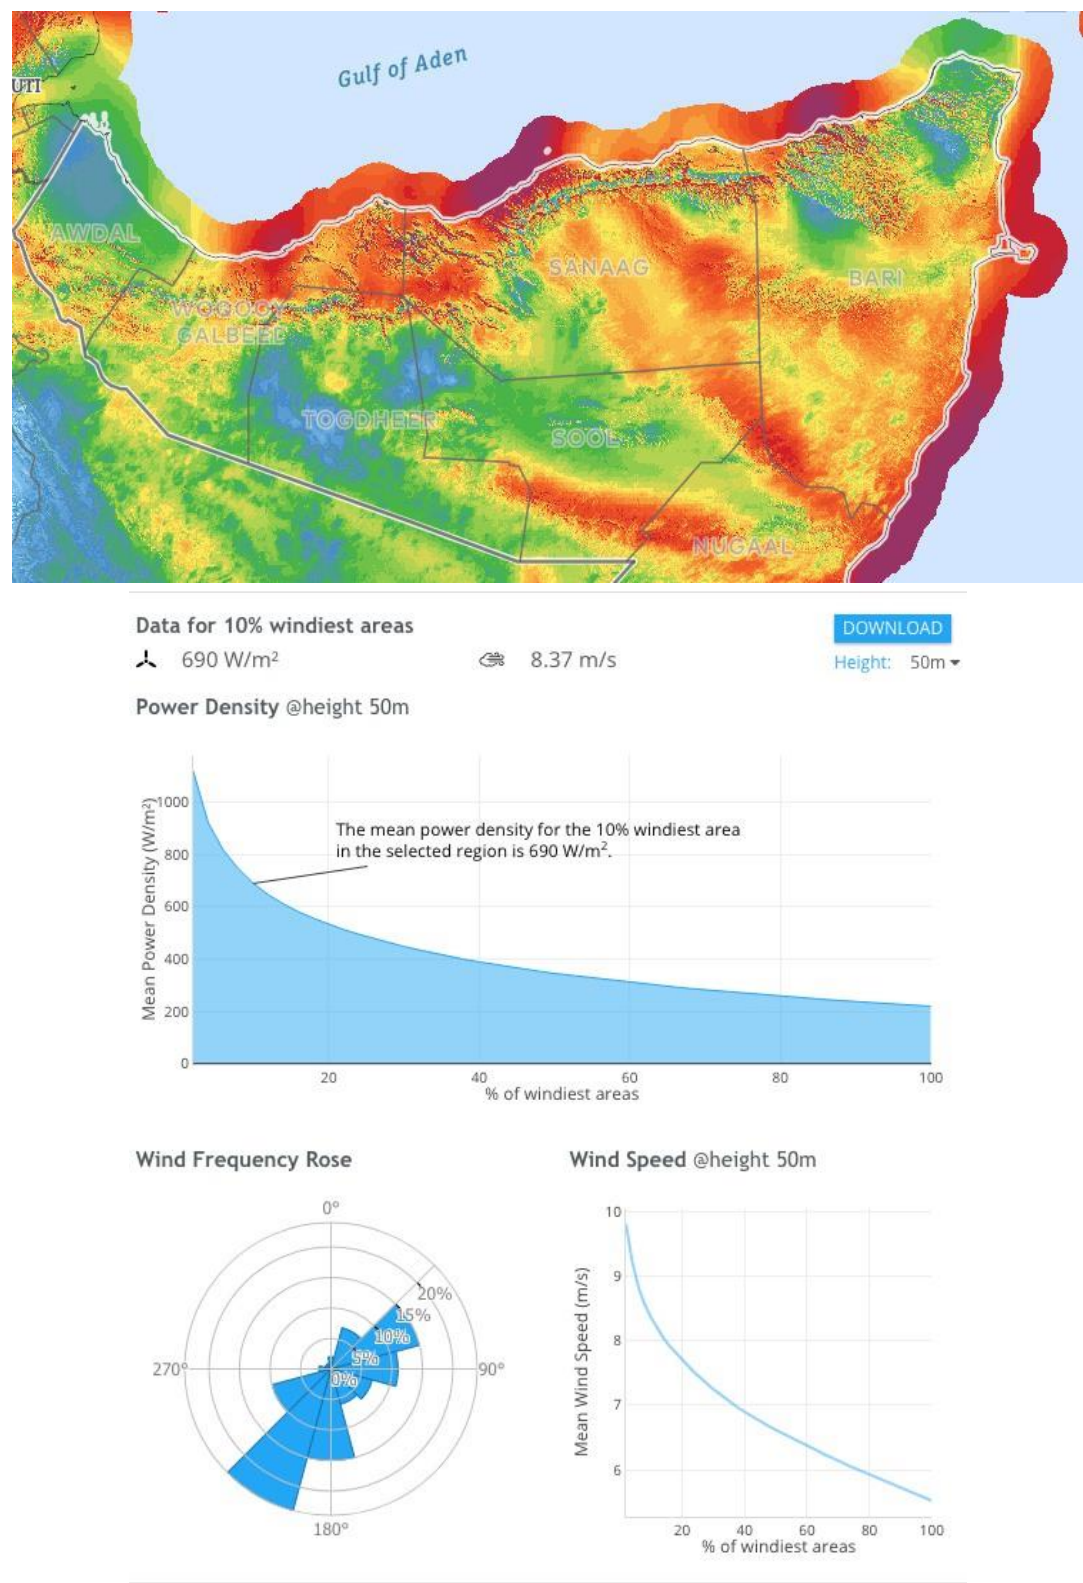 Gulf of Aden
UTI
AWDAL
WOQOOY
GALBEED
SANAAG
BARI
TOGDHEER
SOOL
NUGAAL
Data for 10% windiest areas
DOWNLOAD
690 W/m²
8.37 m/s
Height: 50m
Power Density @height 50m
Mean Power Density (W/m²)
1000
800
600
400
200
0
The mean power density for the 10% windiest area
in the selected region is 690 W/m².
20 40 60 80 100
% of windiest areas
Wind Frequency Rose
0°
90°
180°
270°
20%
15%
10%
5%
0%
Wind Speed @height 50m
Mean Wind Speed (m/s)
10
9
8
7
6
20 40 60 80 100
% of windiest areas